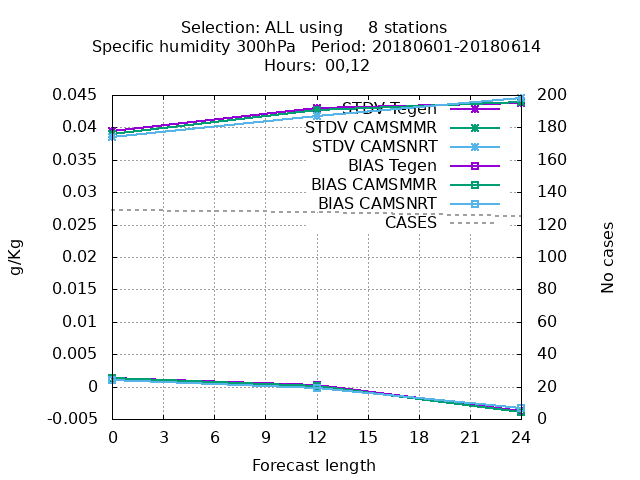 Selection: ALL using     8 stations
Specific humidity 300hPa   Period: 20180601-20180614
Hours: 00,12
0.045 200
STDV Tegen
0.04 STDV CAMSMMR 180
STDV CAMSNRT
0.035 BIAS Tegen 160
BIAS CAMSMMR
0.03 140
BIAS CAMSNRT
0.025 CASES 120
0.02 100
0.015 80
0.01 60
0.005 40
0 20
-0.005 0
g/Kg
No cases
0 3 6 9 12 15 18 21 24
Forecast length